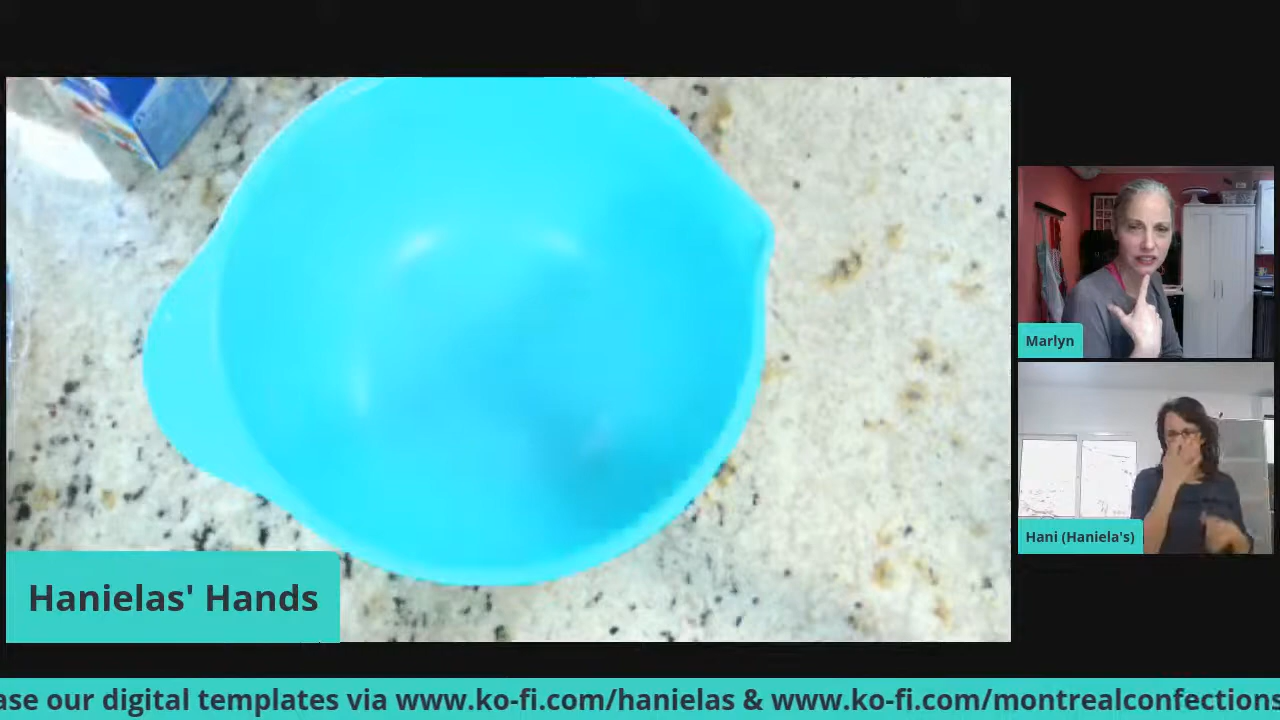 Marlyn
Hani (Haniela's)
Hanielas' Hands
ase our digital templates via www.ko-fi.com/hanielas & www.ko-fi.com/montrealconfections